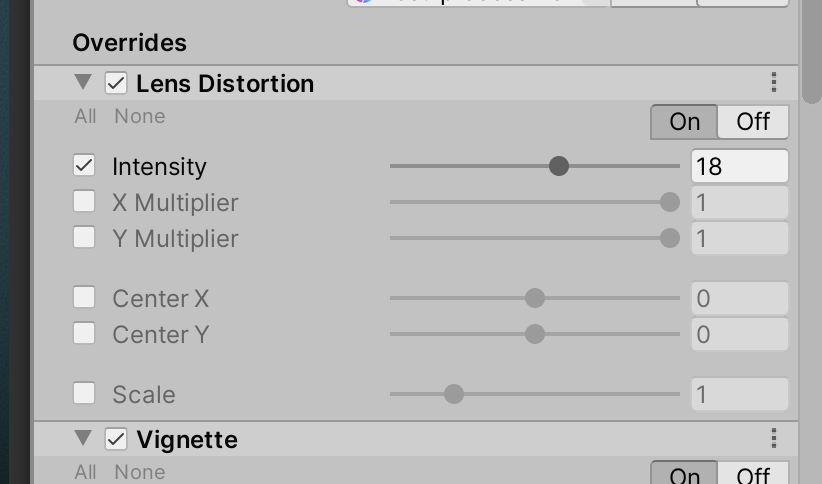 Overrides
Lens Distortion
All None
On Off
Intensity 18
X Multiplier 1
Y Multiplier 1
Center X 0
Center Y 0
Scale 1
Vignette
All None
On Off